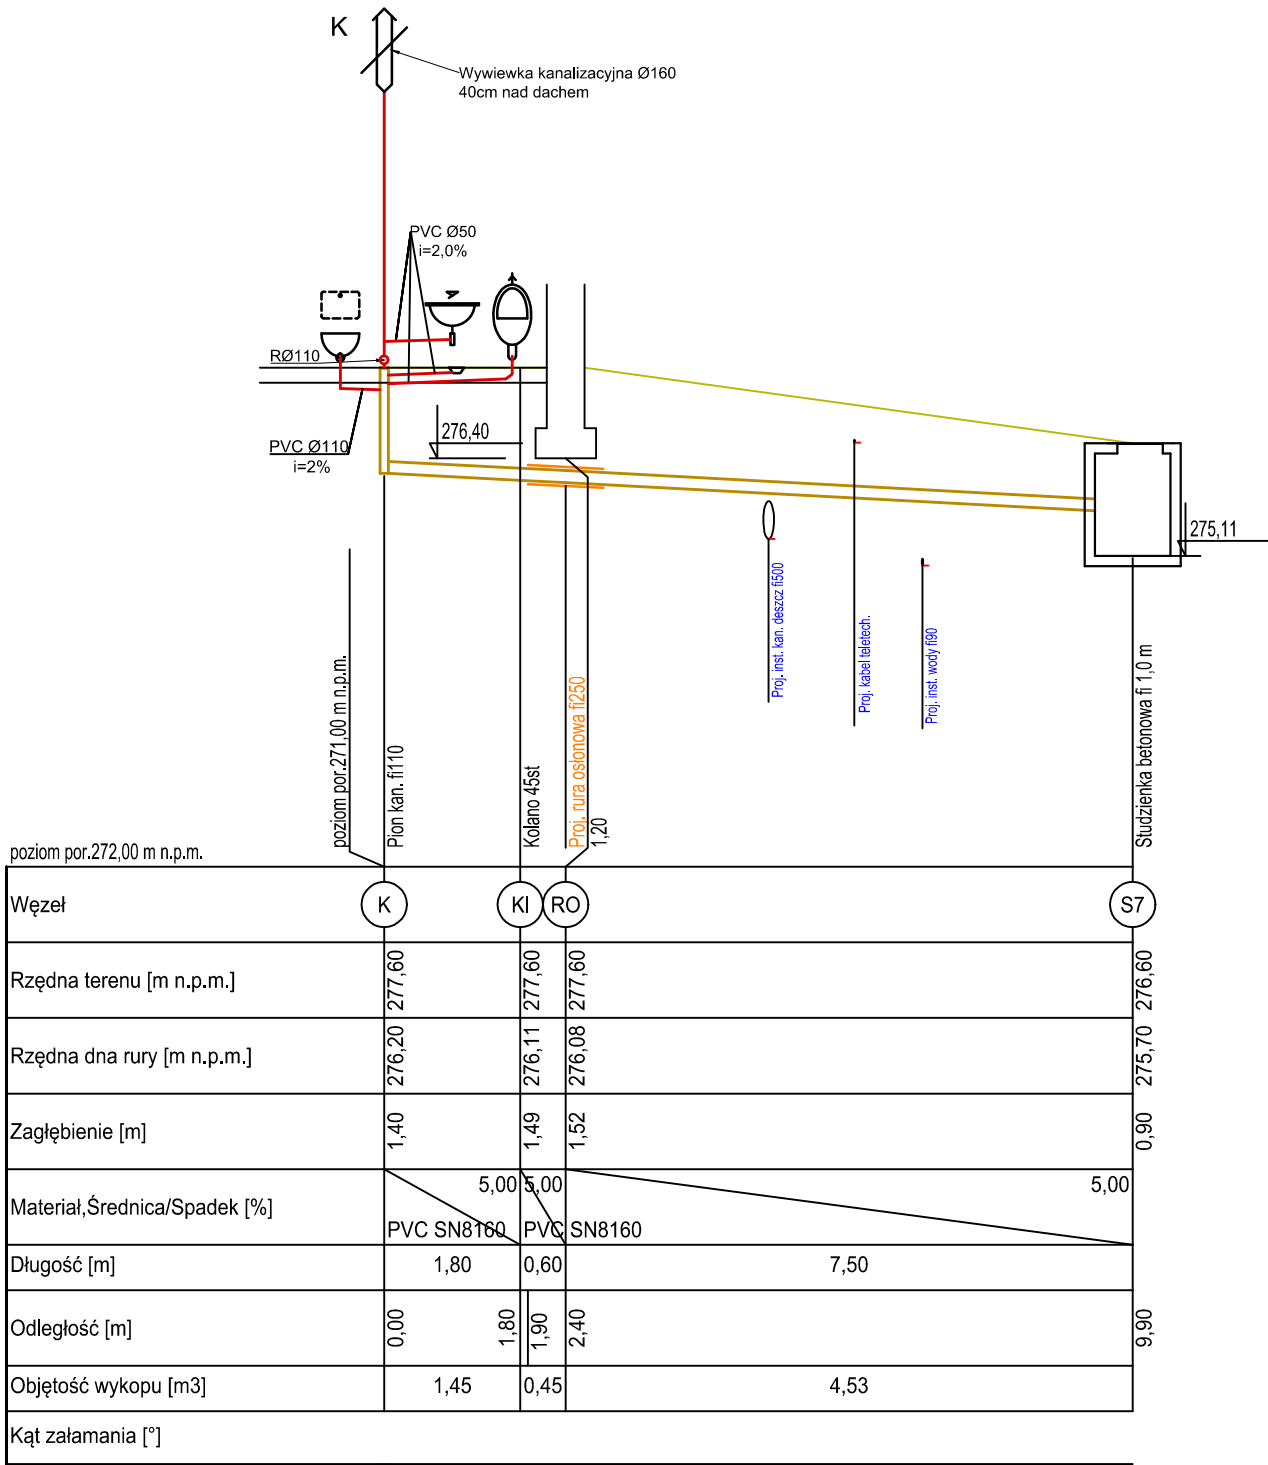 K
Wywiewka kanalizacyjna Ø160
40cm nad dachem
PVC Ø50
i=2,0%
RØ110
PVC Ø110
i=2%
276,40
275,11
Proj. inst. kan. deszcz fi500
Proj. kabel teletech.
Proj. inst. wody fi90
poziom por.271,00 m n.p.m.
Pion kan. fi110
Kolano 45st
Proj. rura osłonowa fi250
1,20
Studzienka betonowa fi 1,0 m
poziom por.272,00 m n.p.m.
Węzeł K KI RO S7
Rzędna terenu [m n.p.m.] 277,60 277,60 277,60 276,60
Rzędna dna rury [m n.p.m.] 276,20 276,11 276,08 275,70
Zagłębienie [m] 1,40 1,49 1,52 0,90
5,00 5,00 5,00
Materiał,Średnica/Spadek [%]
PVC SN8160 PVC SN8160
Długość [m] 1,80 0,60 7,50
Odległość [m] 0,00 1,80 1,90 2,40 9,90
Objętość wykopu [m3] 1,45 0,45 4,53
Kąt załamania [°]